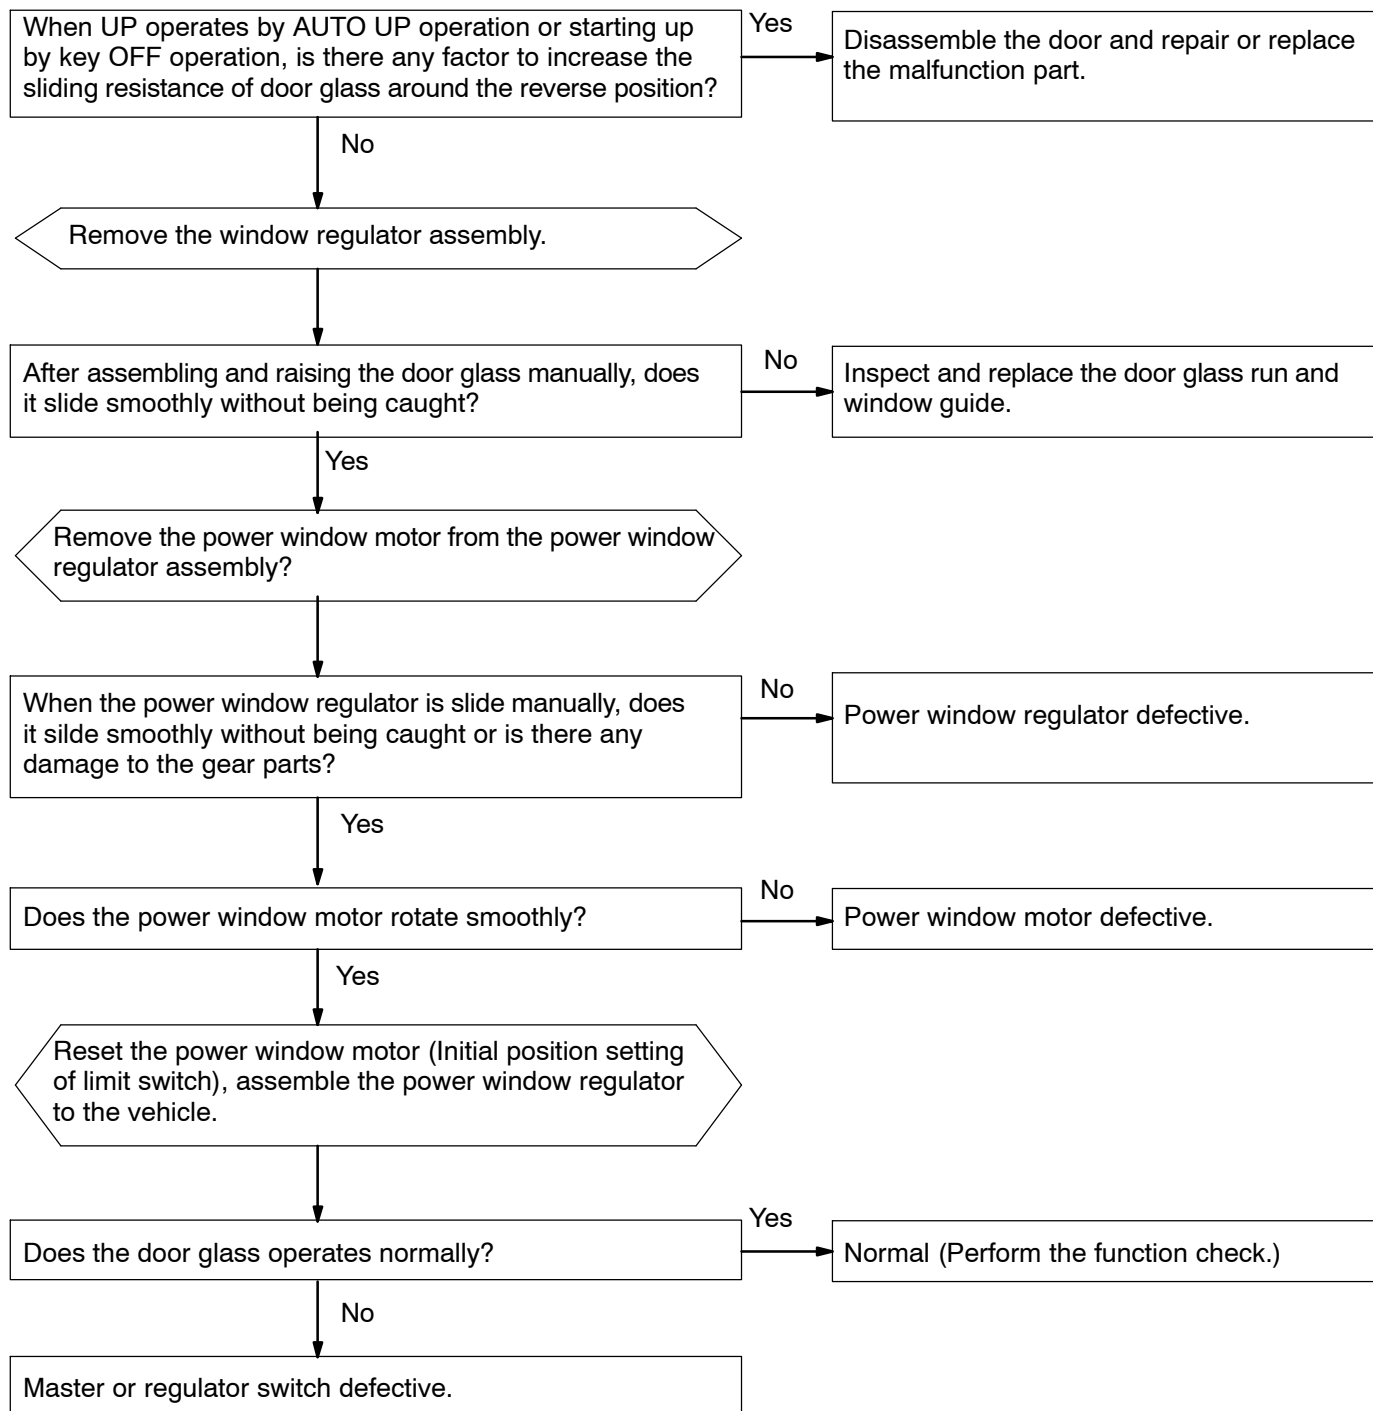 When UP operates by AUTO UP operation or starting up
by key OFF operation, is there any factor to increase the
sliding resistance of door glass around the reverse position?
Yes
Disassemble the door and repair or replace
the malfunction part.
No
Remove the window regulator assembly.
After assembling and raising the door glass manually, does
it slide smoothly without being caught?
No
Inspect and replace the door glass run and
window guide.
Yes
Remove the power window motor from the power window
regulator assembly?
When the power window regulator is slide manually, does
it silde smoothly without being caught or is there any
damage to the gear parts?
No
Power window regulator defective.
Yes
Does the power window motor rotate smoothly?
No
Power window motor defective.
Yes
Reset the power window motor (Initial position setting
of limit switch), assemble the power window regulator
to the vehicle.
Does the door glass operates normally?
Yes
Normal (Perform the function check.)
No
Master or regulator switch defective.